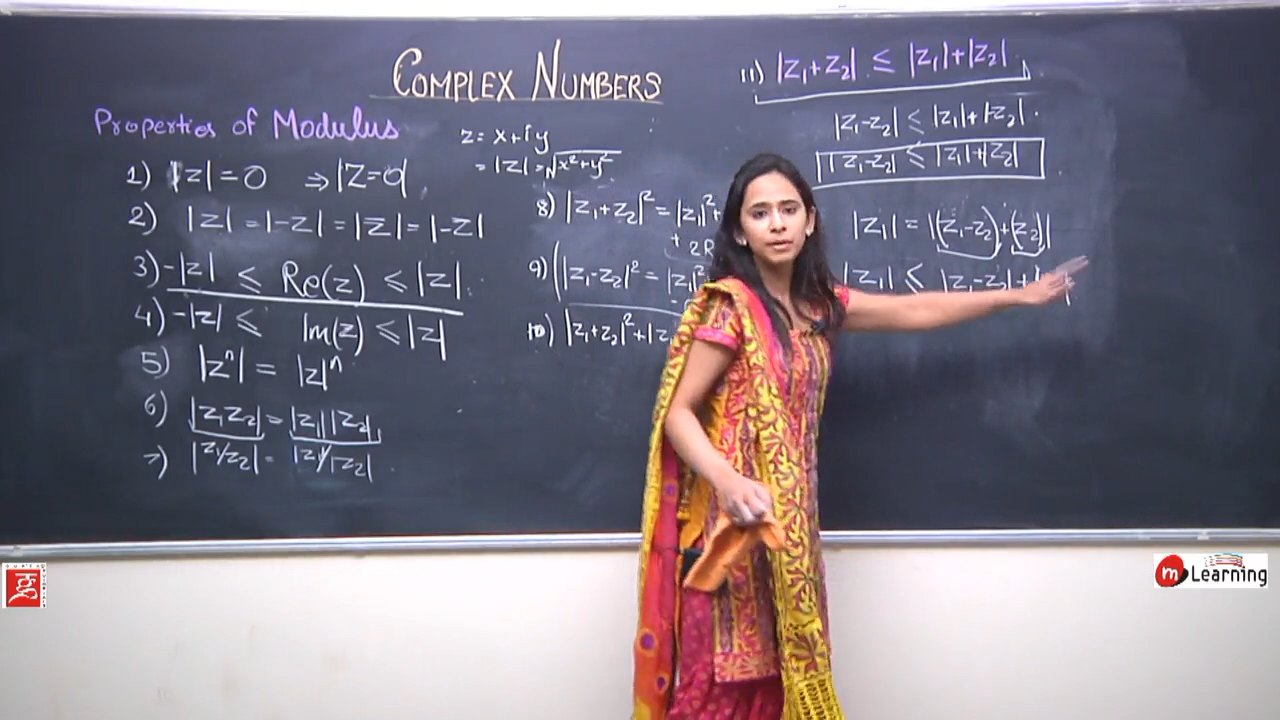 COMPLEX NUMBERS
Properties of Modulus
z = x+iy
= |z| = √x²+y²
1) |z| = 0 ⇒ |z=0|
2) |z| = |-z| = |z̅| = |-z̅|
3) -|z| ≤ Re(z) ≤ |z|
4) -|z| ≤ Im(z) ≤ |z|
5) |zⁿ| = |z|ⁿ
6) |z₁z₂| = |z₁||z₂|
7) |z₁/z₂| = |z₁|/|z₂|
8) |z₁+z₂|² = |z₁|²+
+ 2R
9) (|z₁-z₂|² = |z₁|²
10) |z₁+z₂|²+|z
11) |z₁+z₂| ≤ |z₁|+|z₂|
|z₁-z₂| ≤ |z₁|+|-z₂|
|z₁-z₂| ≤ |z₁|+|z₂|
|z₁| = |(z₁-z₂)+(z₂)|
|z₁| ≤ |z₁-z₂|+|
m Learning